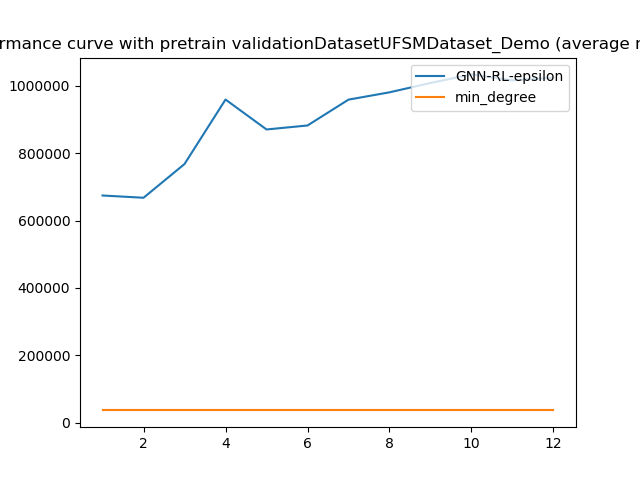 curve with pretrain validationDatasetUFSMDataset_Demo (average
GNN-RL-epsilon
min_degree
1000000
800000
600000
400000
200000
0
2 4 6 8 10 12